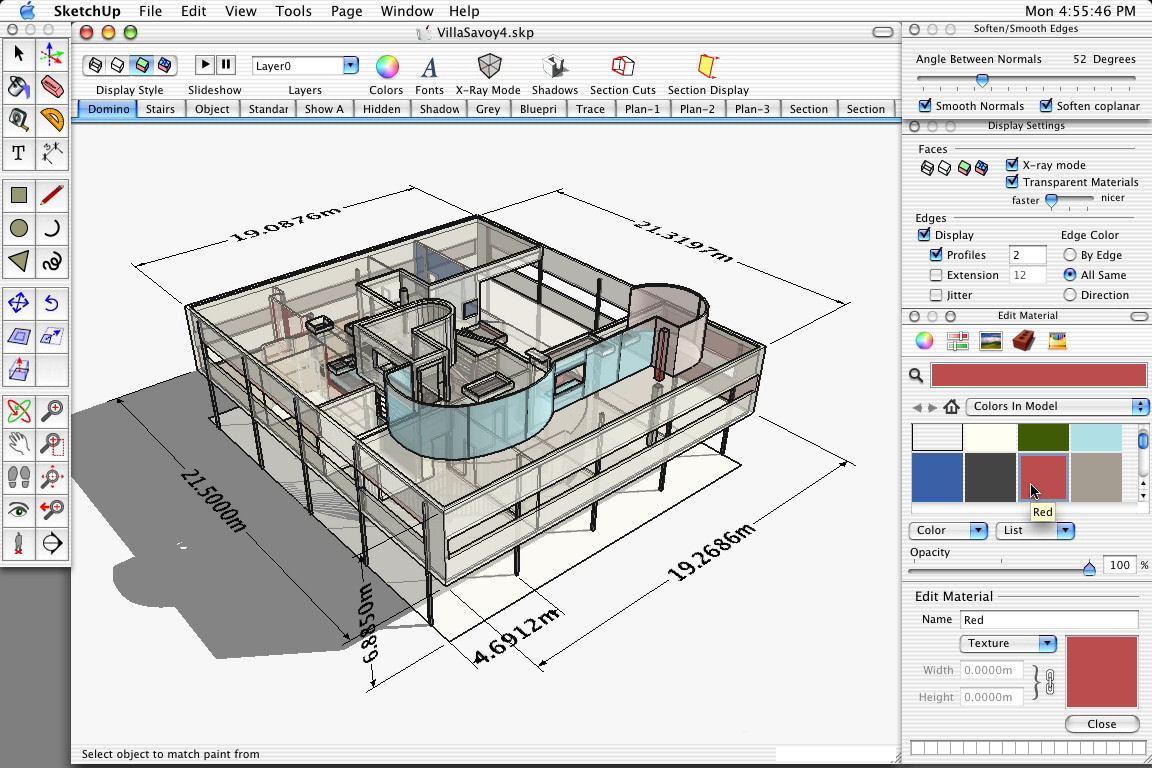 SketchUp File Edit View Tools Page Window Help Mon 4:55:46 PM
VillaSavoy4.skp
Layer0
Display Style Slideshow Layers Colors Fonts X-Ray Mode Shadows Section Cuts Section Display
Domino Stairs Object Standar Show A Hidden Shadow Grey Bluepri Trace Plan-1 Plan-2 Plan-3 Section Section
T
19.0876m
21.3197m
21.5000m
6.8850m
4.6912m
19.2686m
Select object to match paint from
Soften/Smooth Edges
Angle Between Normals 52 Degrees
Smooth Normals Soften coplanar
Display Settings
Faces
X-ray mode
Transparent Materials
faster nicer
Edges
Display Edge Color
Profiles 2 By Edge
Extension 12 All Same
Jitter Direction
Edit Material
Colors In Model
Red
Color List
Opacity
100 %
Edit Material
Name Red
Texture
Width 0.0000m
Height 0.0000m
Close